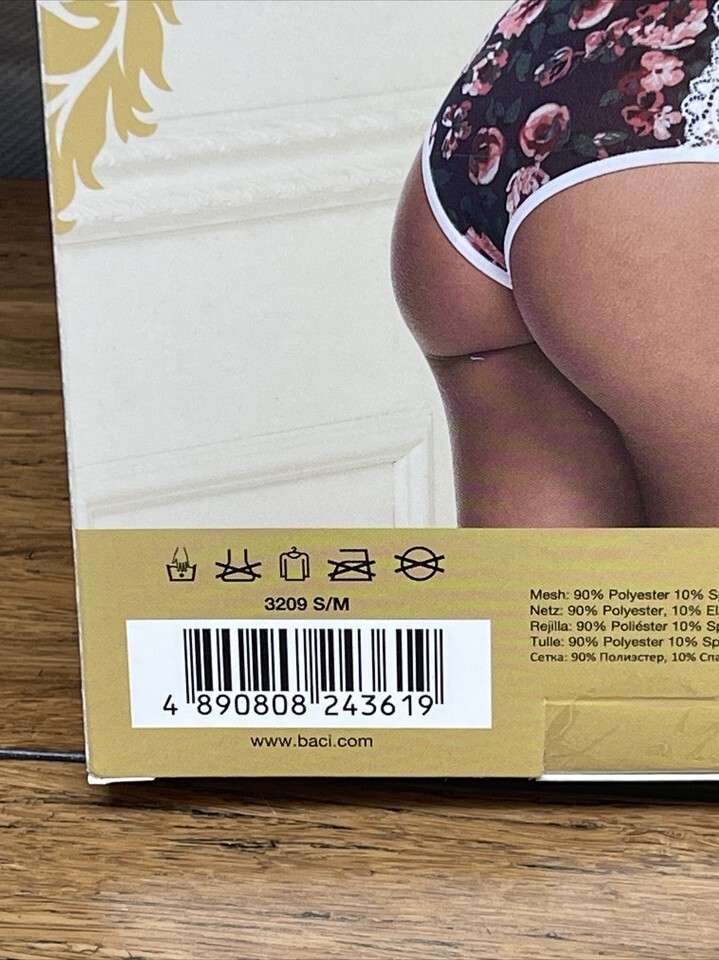 3209 S/M
4 890808 243619
www.baci.com
Mesh: 90% Polyester 10% Sp
Netz: 90% Polyester, 10% El
Rejilla: 90% Poliéster 10% Sp
Tulle: 90% Polyester 10% Sp
Сетка: 90% Полиэстер, 10% Спа